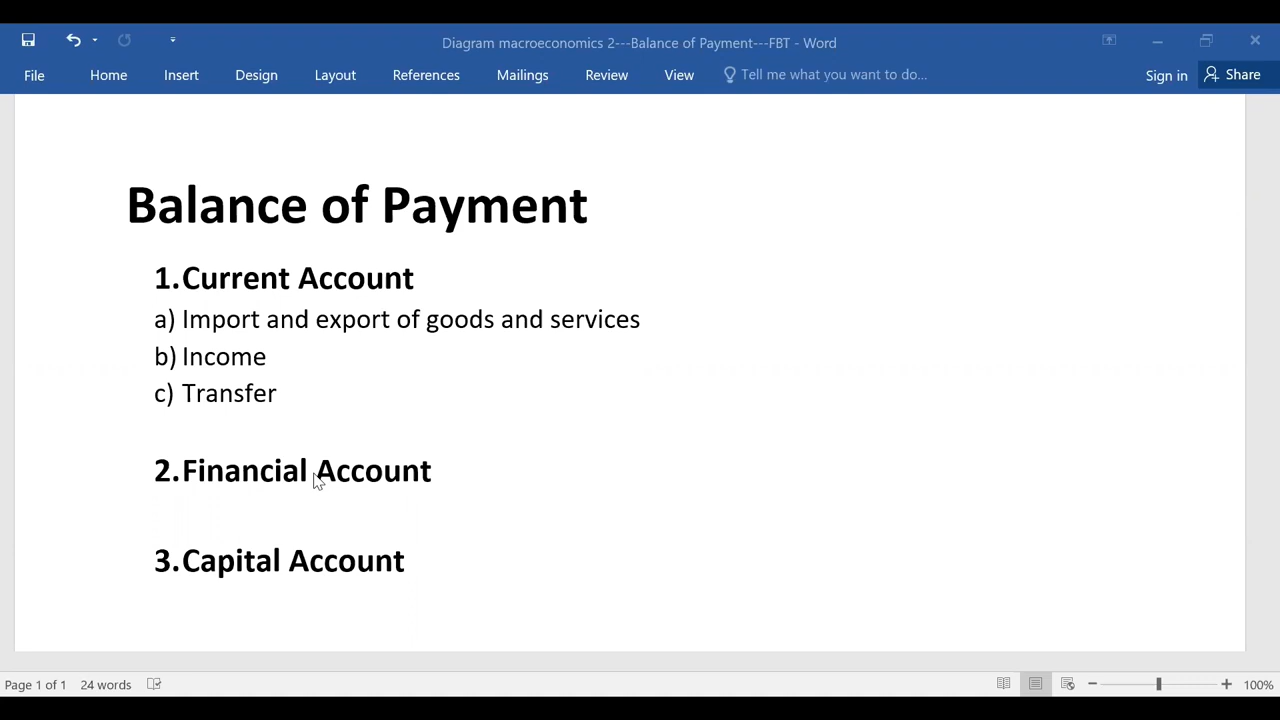 Diagram macroeconomics 2---Balance of Payment---FBT - Word
File Home Insert Design Layout References Mailings Review View Tell me what you want to do... Sign in Share
Balance of Payment
1. Current Account
a) Import and export of goods and services
b) Income
c) Transfer
2. Financial Account
3. Capital Account
Page 1 of 1 24 words 100%